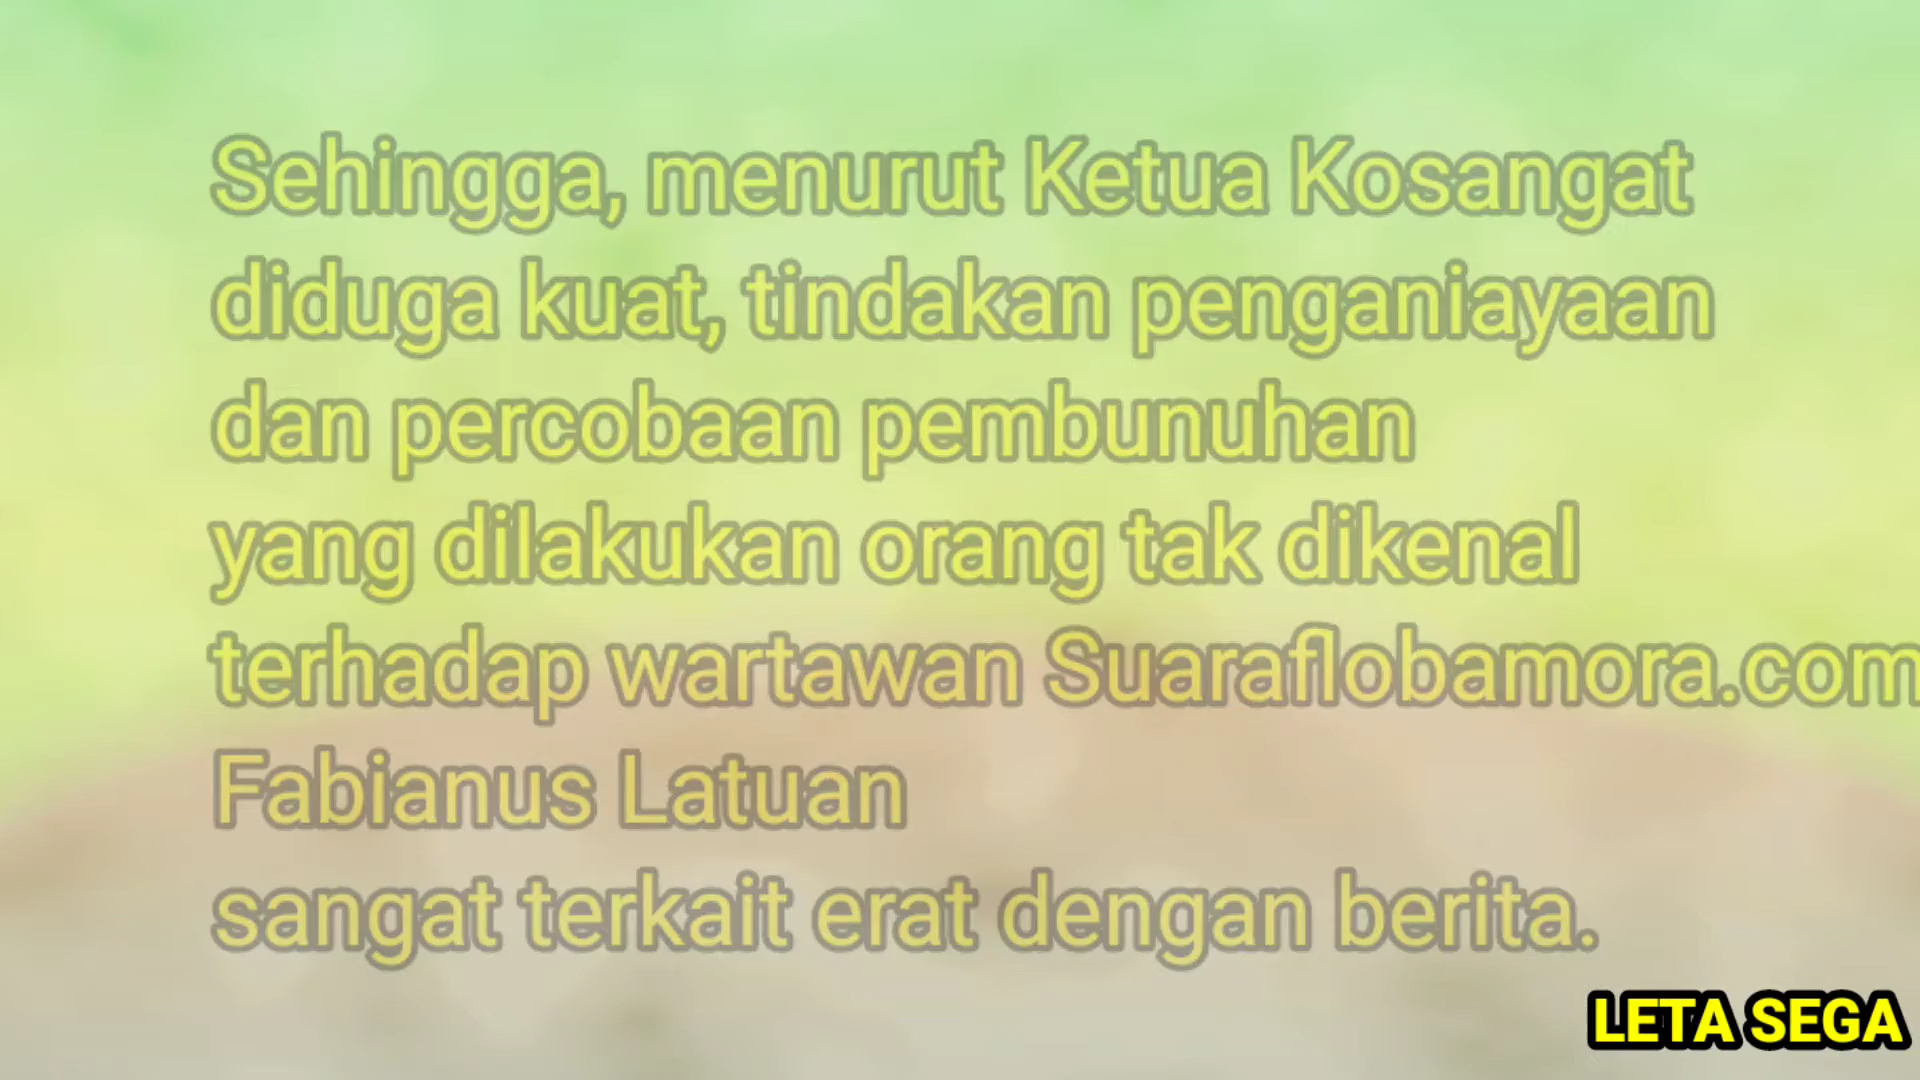 Sehingga, menurut Ketua Kosangat
diduga kuat, tindakan penganiayaan
dan percobaan pembunuhan
yang dilakukan orang tak dikenal
terhadap wartawan Suaraflobamora.com
Fabianus Latuan
sangat terkait erat dengan berita.
LETA SEGA